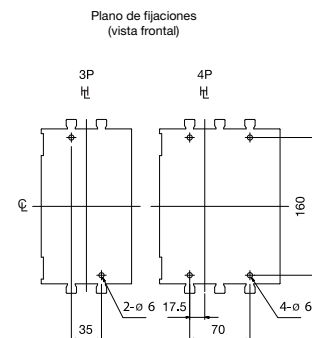 Plano de fijaciones
(vista frontal)
3P
4P
160
2-ø 6
17.5
4-ø 6
35
70